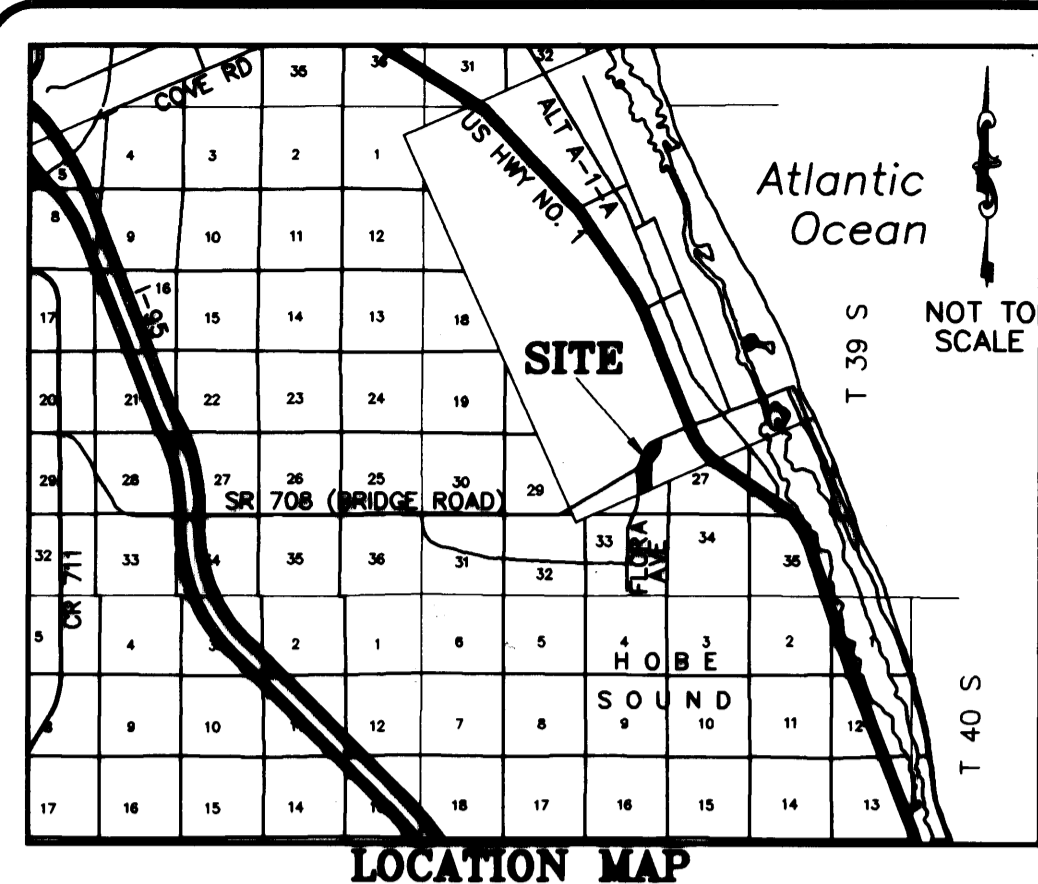 36 31 32
COVE RD
ALT A-1-A
US HWY NO. 1
5 4 3 2 1
Atlantic
Ocean
8 9 10 11 12
17 16 15 14 13 18
I-95
NOT TO
SCALE
T 39 S
SITE
20 21 22 23 24 19
29 28 27 26 25 30 29 27
SR 708 (BRIDGE ROAD)
32 33 35 36 31 32 33 34 35
FLORA
AVE
CR 711
5 4 3 2 1 6 5 4 3 2 1
HOBE
SOUND
T 40 S
9 10 12 7 8 9 10 11 12
17 16 15 14 18 17 16 15 14 13
LOCATION MAP